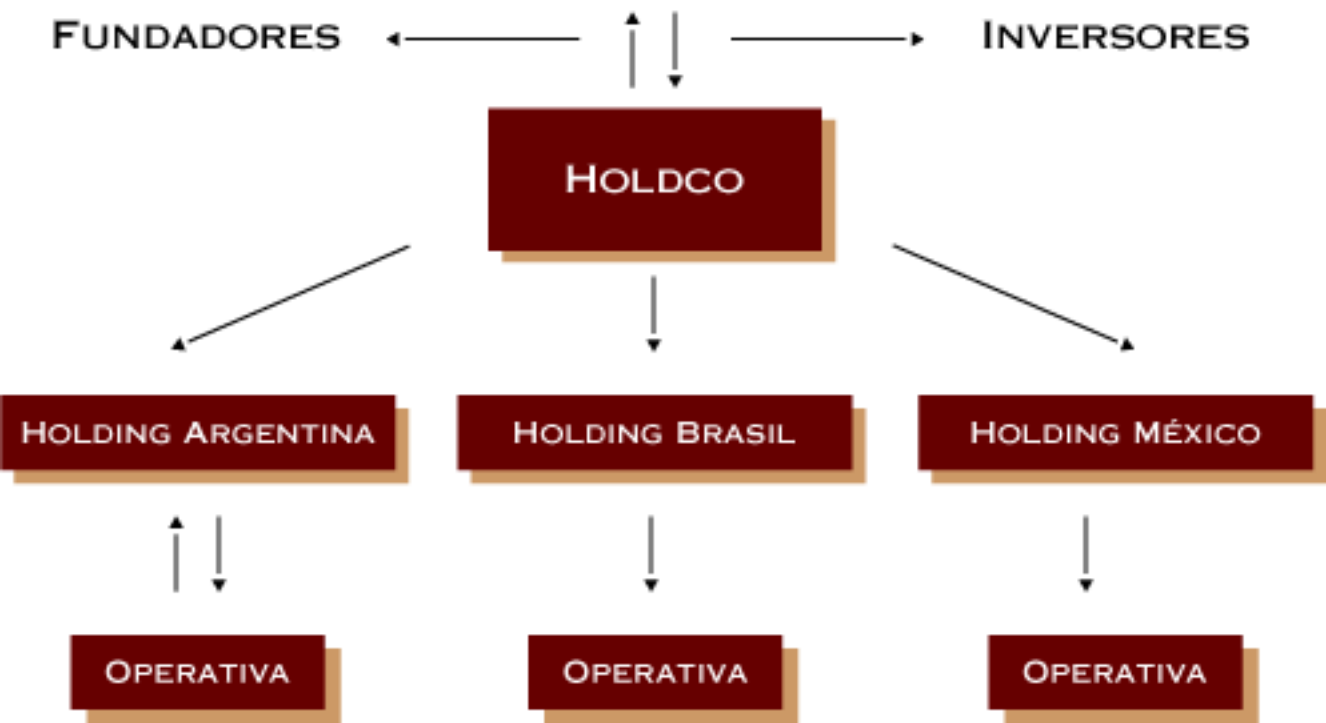 FUNDADORES
INVERSORES
HOLDCO
HOLDING ARGENTINA
HOLDING BRASIL
HOLDING MÉXICO
OPERATIVA
OPERATIVA
OPERATIVA